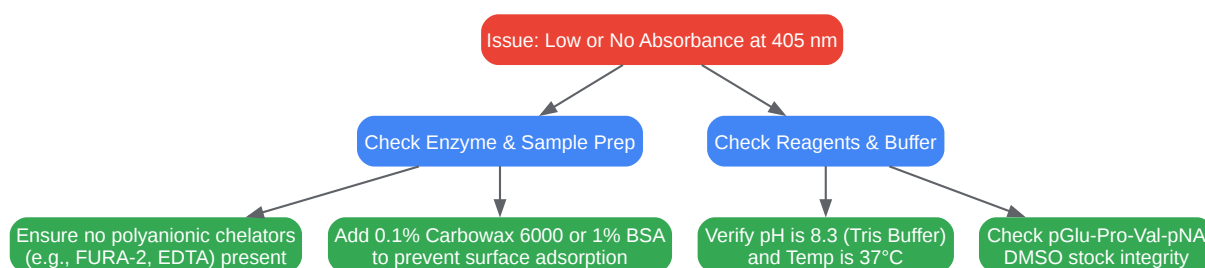 Issue: Low or No Absorbance at 405 nm
Check Enzyme & Sample Prep
Check Reagents & Buffer
Ensure no polyanionic chelators
(e.g., FURA-2, EDTA) present
Add 0.1% Carbowax 6000 or 1% BSA
to prevent surface adsorption
Verify pH is 8.3 (Tris Buffer)
and Temp is 37°C
Check pGlu-Pro-Val-pNA
DMSO stock integrity